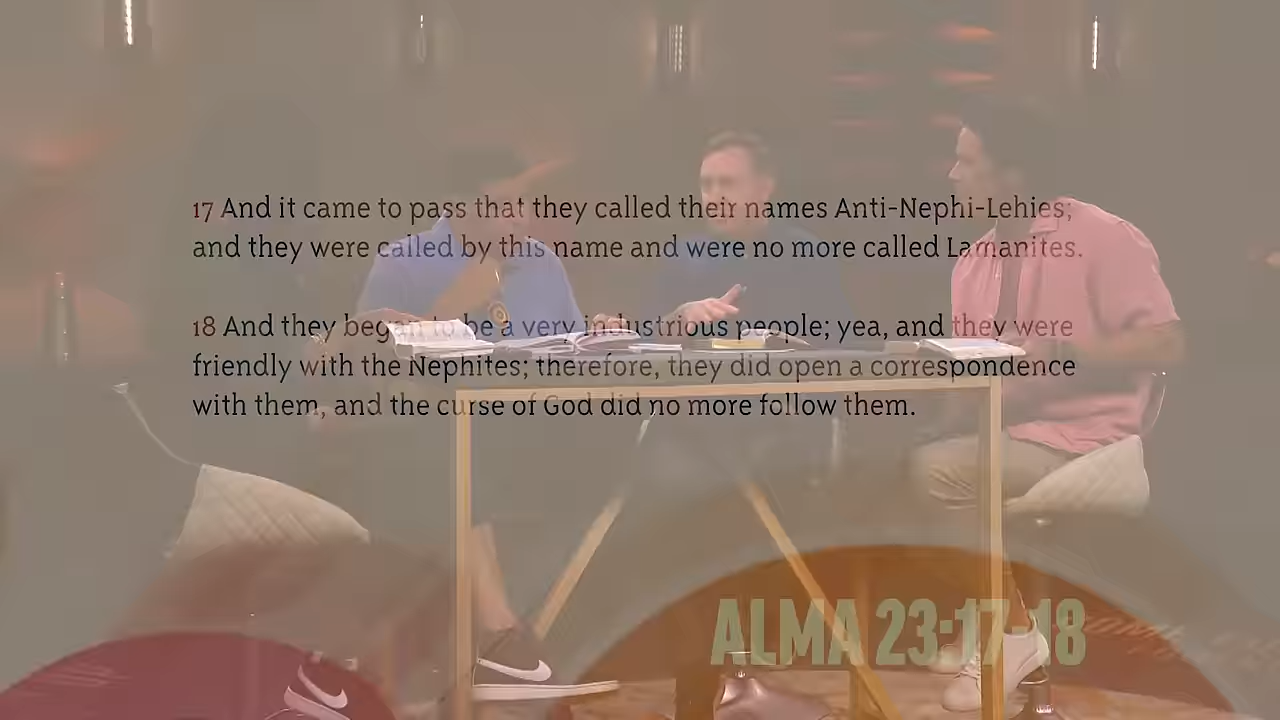 17 And it came to pass that they called their names Anti-Nephi-Lehies;
and they were called by this name and were no more called Lamanites.
18 And they began to be a very industrious people; yea, and they were
friendly with the Nephites; therefore, they did open a correspondence
with them, and the curse of God did no more follow them.
ALMA 23:17-18